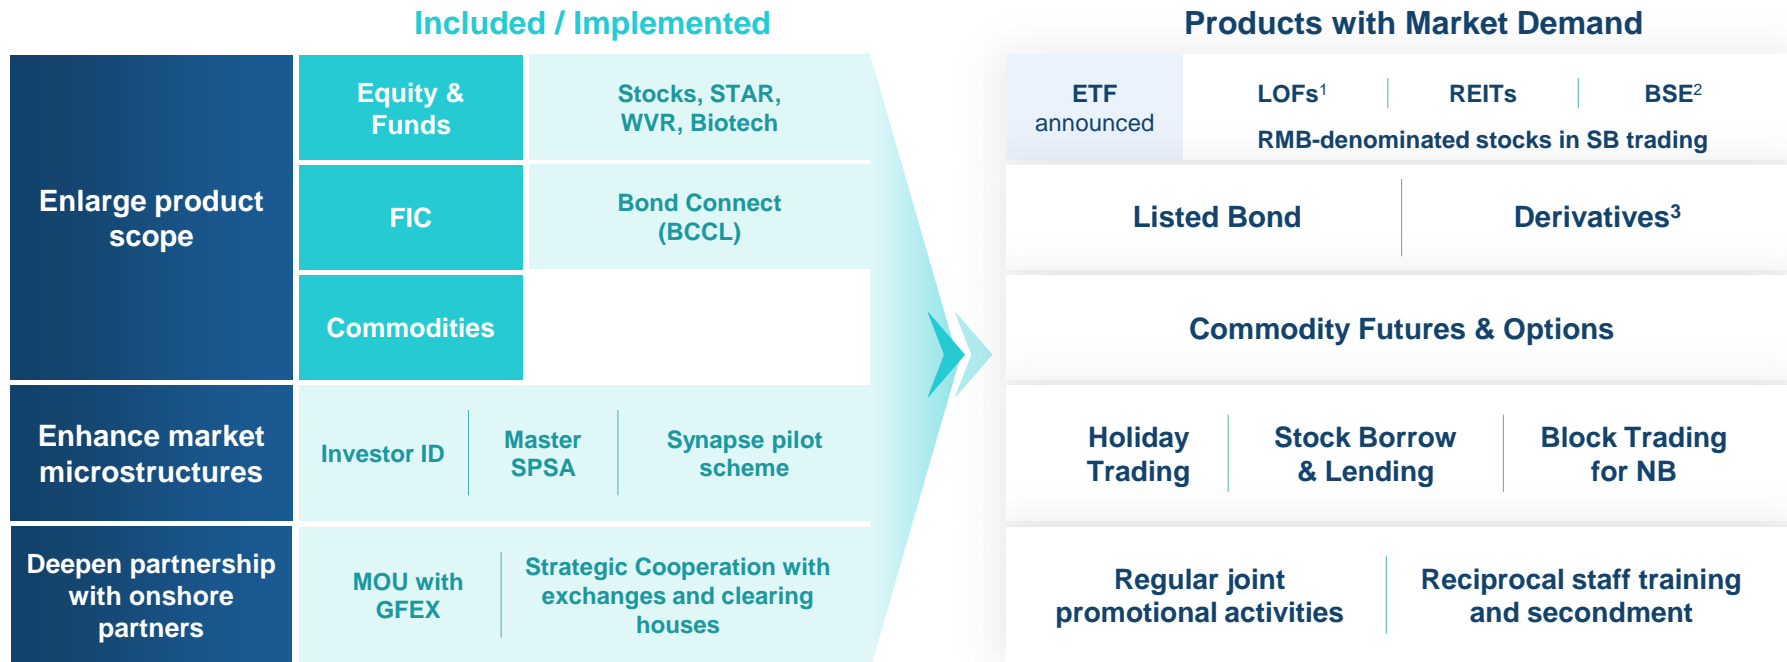 Included / Implemented
Products with Market Demand
Enlarge product
scope
Equity &
Funds
Stocks, STAR,
WVR, Biotech
ETF
announced
LOFs¹
REITs
BSE²
RMB-denominated stocks in SB trading
FIC
Bond Connect
(BCCL)
Listed Bond
Derivatives³
Commodities
Commodity Futures & Options
Enhance market
microstructures
Investor ID
Master
SPSA
Synapse pilot
scheme
Holiday
Trading
Stock Borrow
& Lending
Block Trading
for NB
Deepen partnership
with onshore
partners
MOU with
GFEX
Strategic Cooperation with
exchanges and clearing
houses
Regular joint
promotional activities
Reciprocal staff training
and secondment